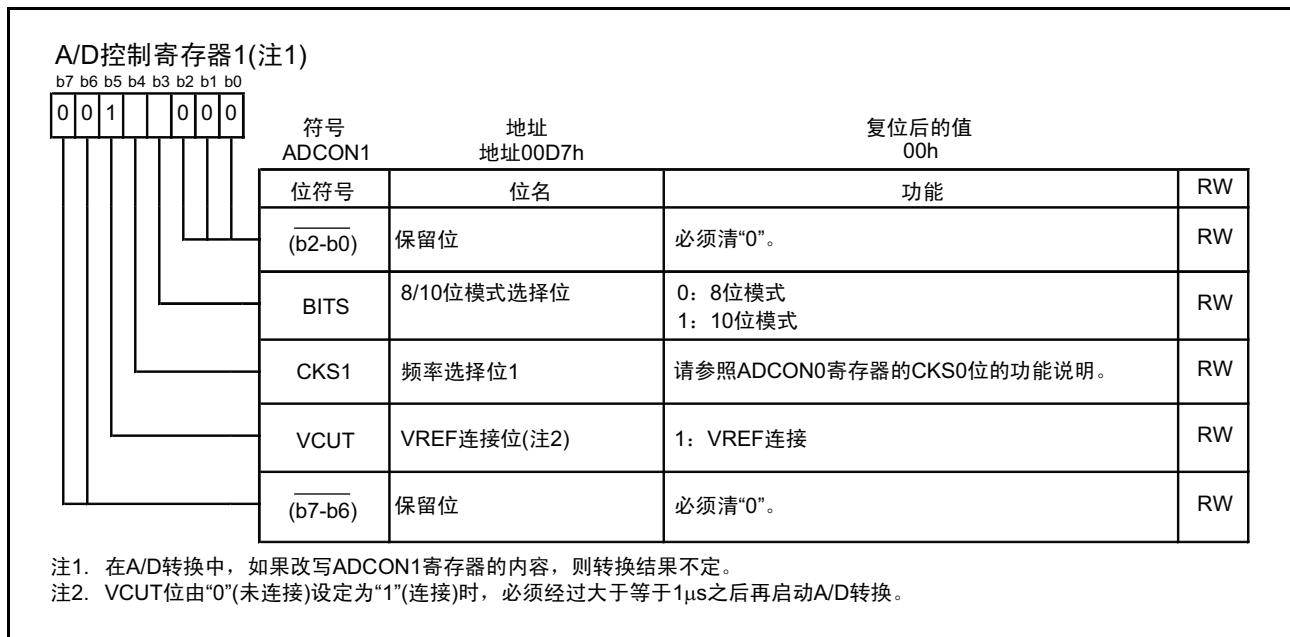 A/D控制寄存器1(注1)
b7 b6 b5 b4 b3 b2 b1 b0
0 0 1 0 0 0
符号 地址 复位后的值
ADCON1 地址00D7h 00h
位符号 位名 功能 RW
(b2-b0) 保留位 必须清“0”。 RW
BITS 8/10位模式选择位 0：8位模式 RW
1：10位模式
CKS1 频率选择位1 请参照ADCON0寄存器的CKS0位的功能说明。 RW
VCUT VREF连接位(注2) 1：VREF连接 RW
(b7-b6) 保留位 必须清“0”。 RW
注1. 在A/D转换中，如果改写ADCON1寄存器的内容，则转换结果不定。
注2. VCUT位由“0”(未连接)设定为“1”(连接)时，必须经过大于等于1μs之后再启动A/D转换。